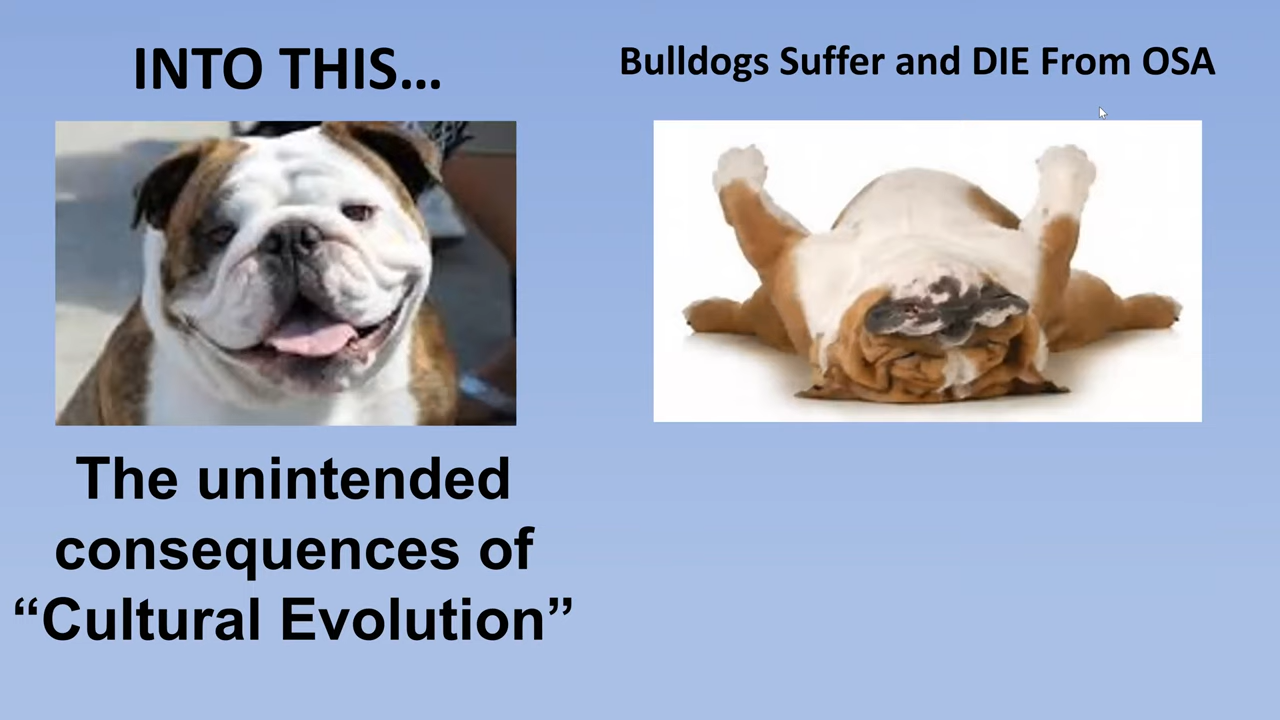 INTO THIS…
Bulldogs Suffer and DIE From OSA
The unintended
consequences of
“Cultural Evolution”